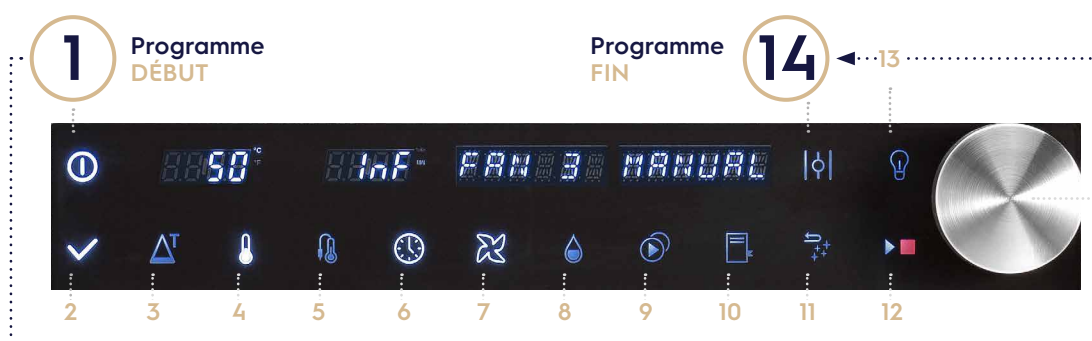 1 Programme
DÉBUT
Programme 14
FIN
13
50 °C
°F
InF
FAN 3 MANUAL
T
2 3 4 5 6 7 8 9 10 11 12